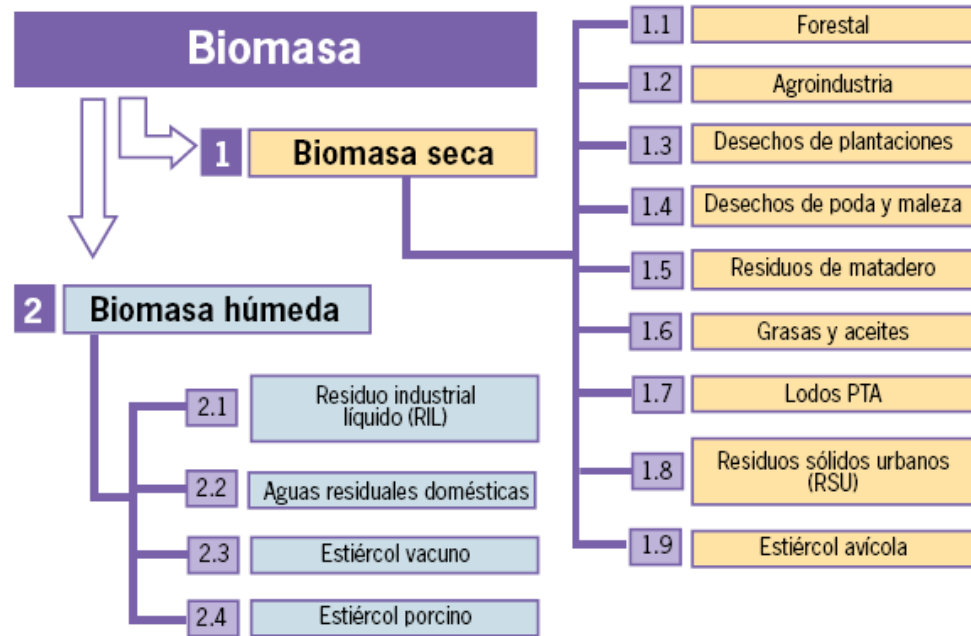 Biomasa
1 Biomasa seca
1.1 Forestal
1.2 Agroindustria
1.3 Desechos de plantaciones
1.4 Desechos de poda y maleza
1.5 Residuos de matadero
1.6 Grasas y aceites
1.7 Lodos PTA
1.8 Residuos sólidos urbanos
(RSU)
1.9 Estiércol avícola
2 Biomasa húmeda
2.1 Residuo industrial
líquido (RIL)
2.2 Aguas residuales domésticas
2.3 Estiércol vacuno
2.4 Estiércol porcino